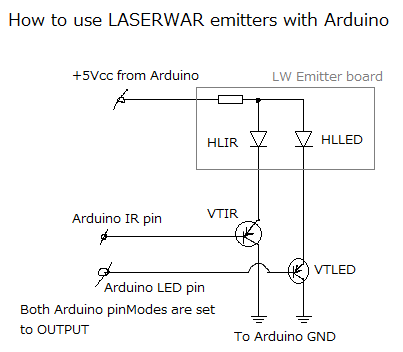 How to use LASERWAR emitters with Arduino
+5Vcc from Arduino
LW Emitter board
HLIR
HLLED
Arduino IR pin
VTIR
VTLED
Arduino LED pin
Both Arduino pinModes are set
to OUTPUT
To Arduino GND